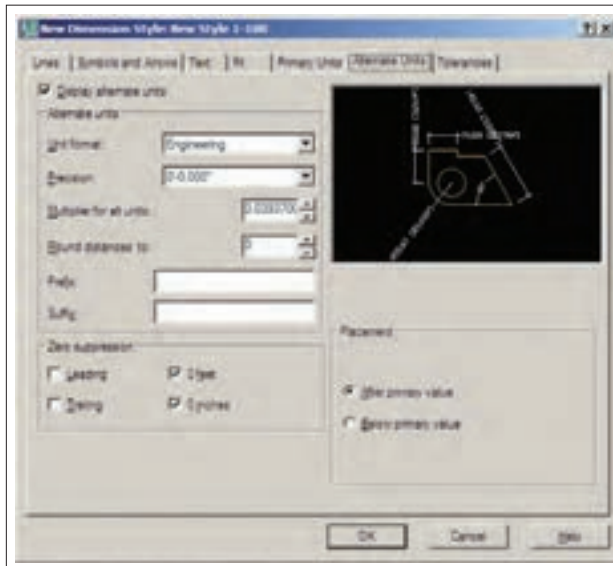 New Dimension Style: New Style 1-100
Lines
Symbols and Arrows
Text
Fit
Primary Units
Alternate Units
Tolerances
Display alternate units
Alternate units
Unit format:
Engineering
Precision:
0'-0.000"
Multiplier for alt units:
0.0393700
Round distances to:
0
Prefix:
Suffix:
Zero suppression
Leading
0 feet
Trailing
0 inches
Placement
After primary value
Below primary value
OK
Cancel
Help